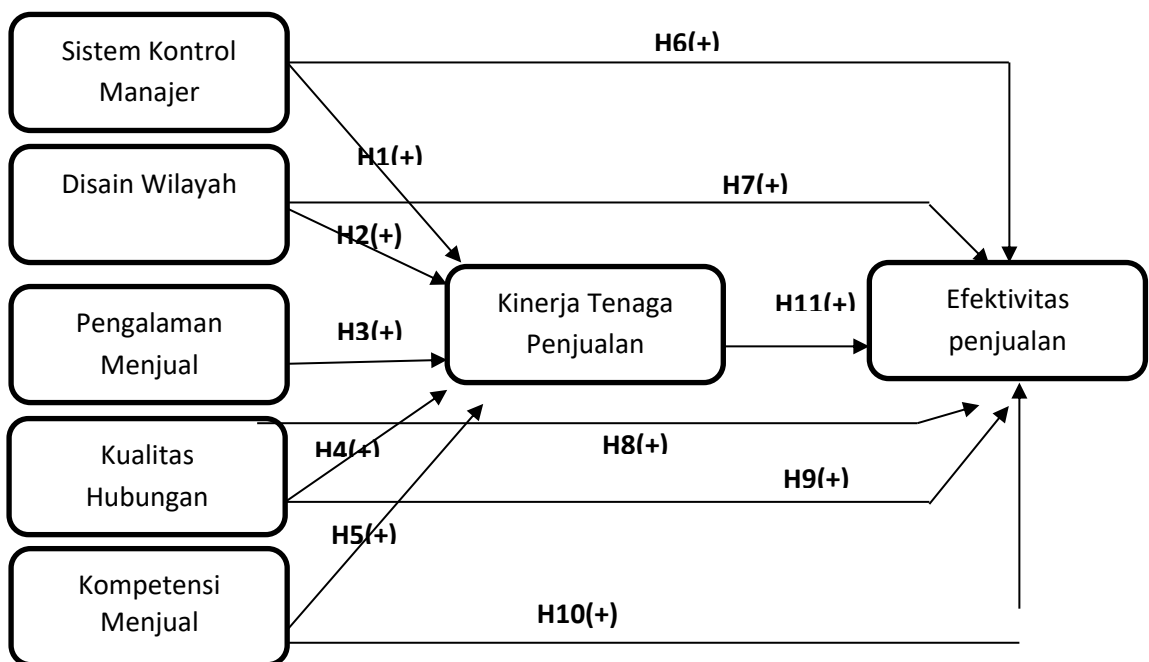 Sistem Kontrol
Manajer
H6(+)
H1(+)
Disain Wilayah
H7(+)
H2(+)
Kinerja Tenaga
Penjualan
H11(+)
Efektivitas
penjualan
Pengalaman
Menjual
H3(+)
Kualitas
Hubungan
H4(+)
H8(+)
H9(+)
H5(+)
Kompetensi
Menjual
H10(+)